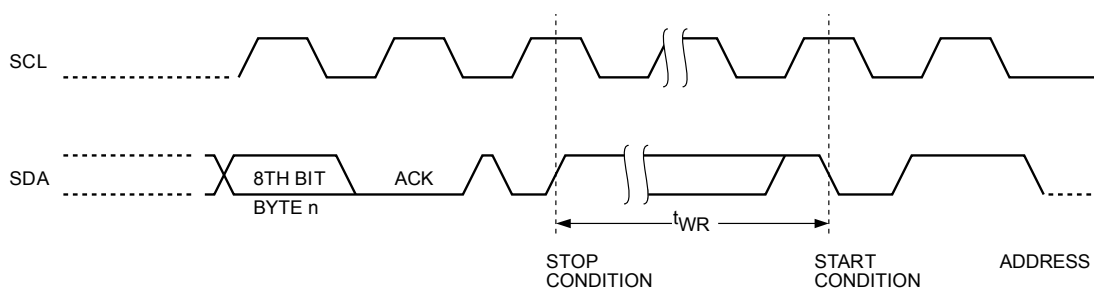 SCL
SDA
8TH BIT
ACK
BYTE n
tWR
STOP
CONDITION
START
CONDITION
ADDRESS